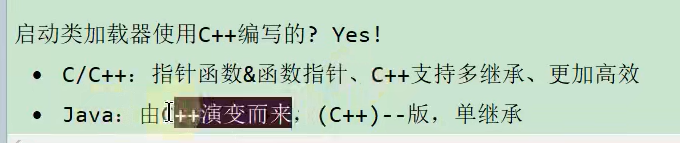 启动类加载器使用C++编写的? Yes!
• C/C++: 指针函数&函数指针、C++支持多继承、更加高效
• Java: 由C++演变而来, (C++)--版, 单继承